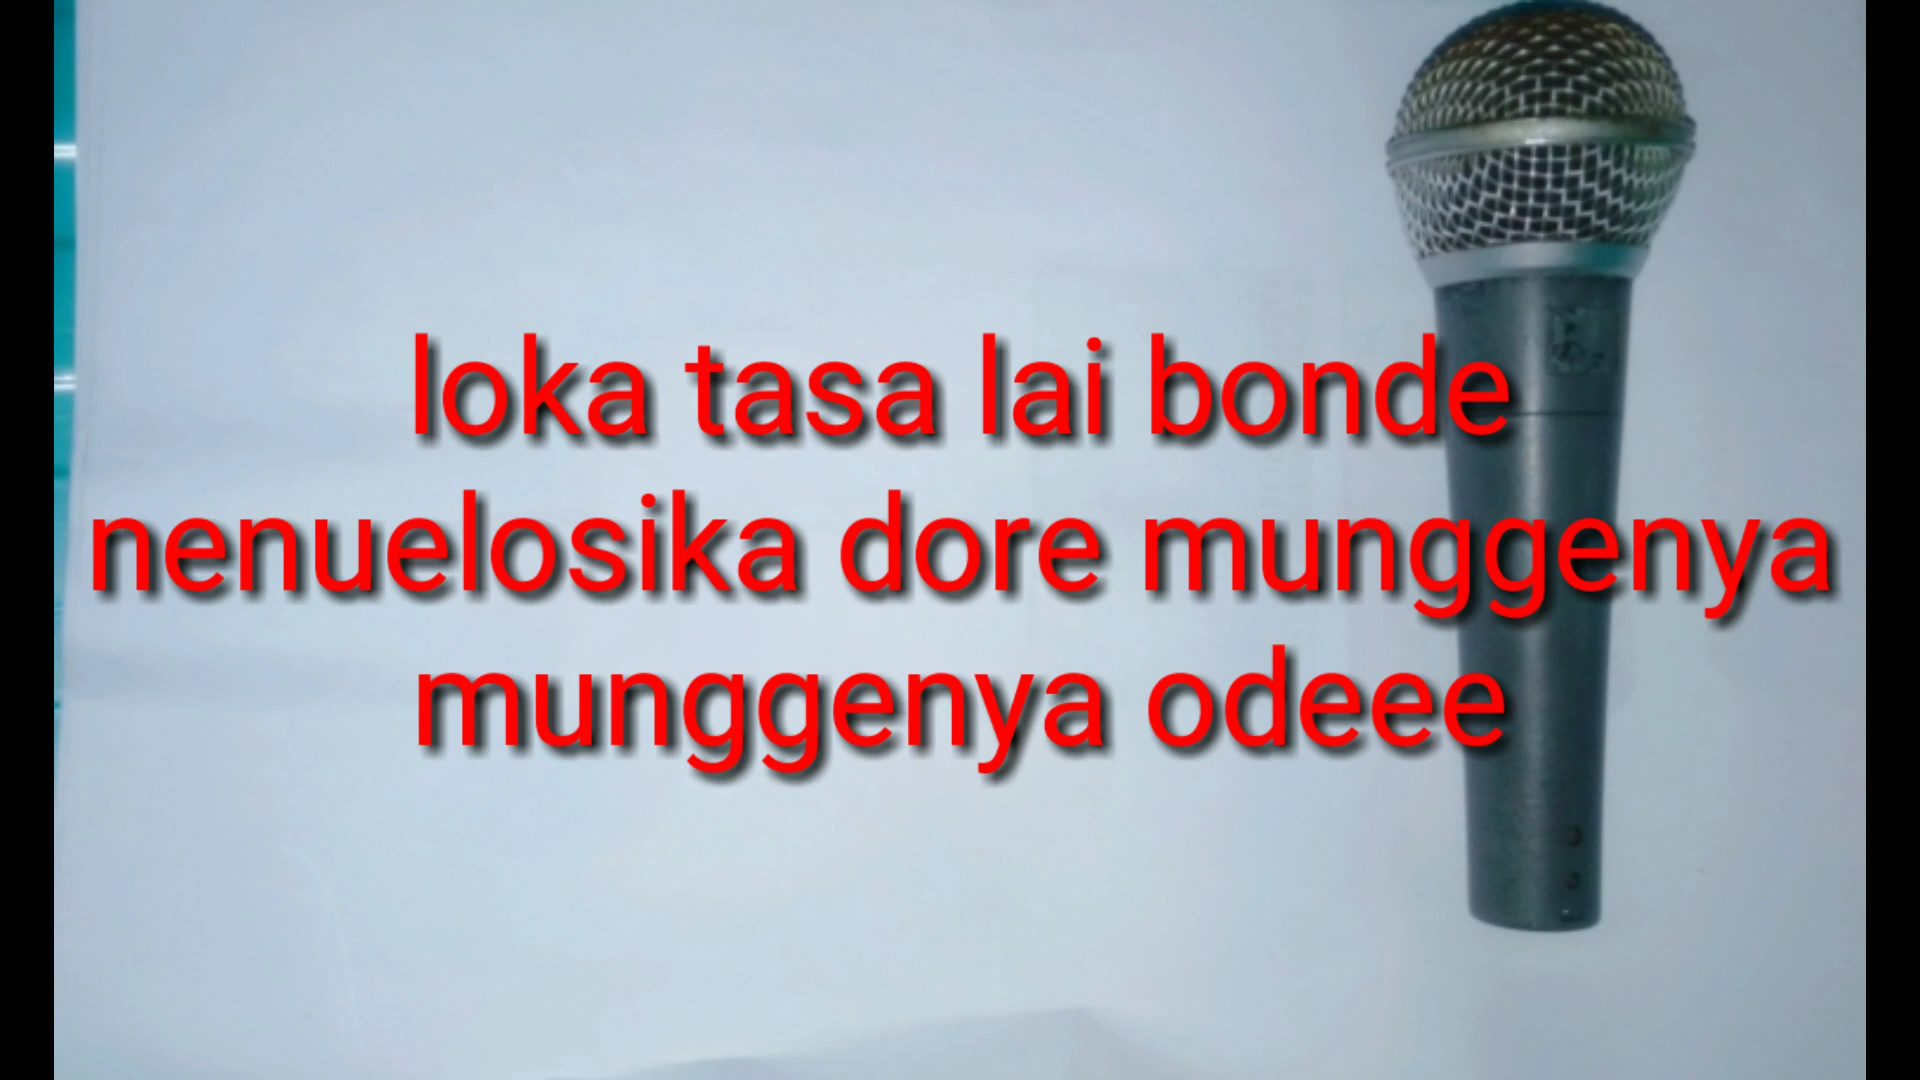 loka tasa lai bonde
nenuelosika dore munggenya
munggenya odeee